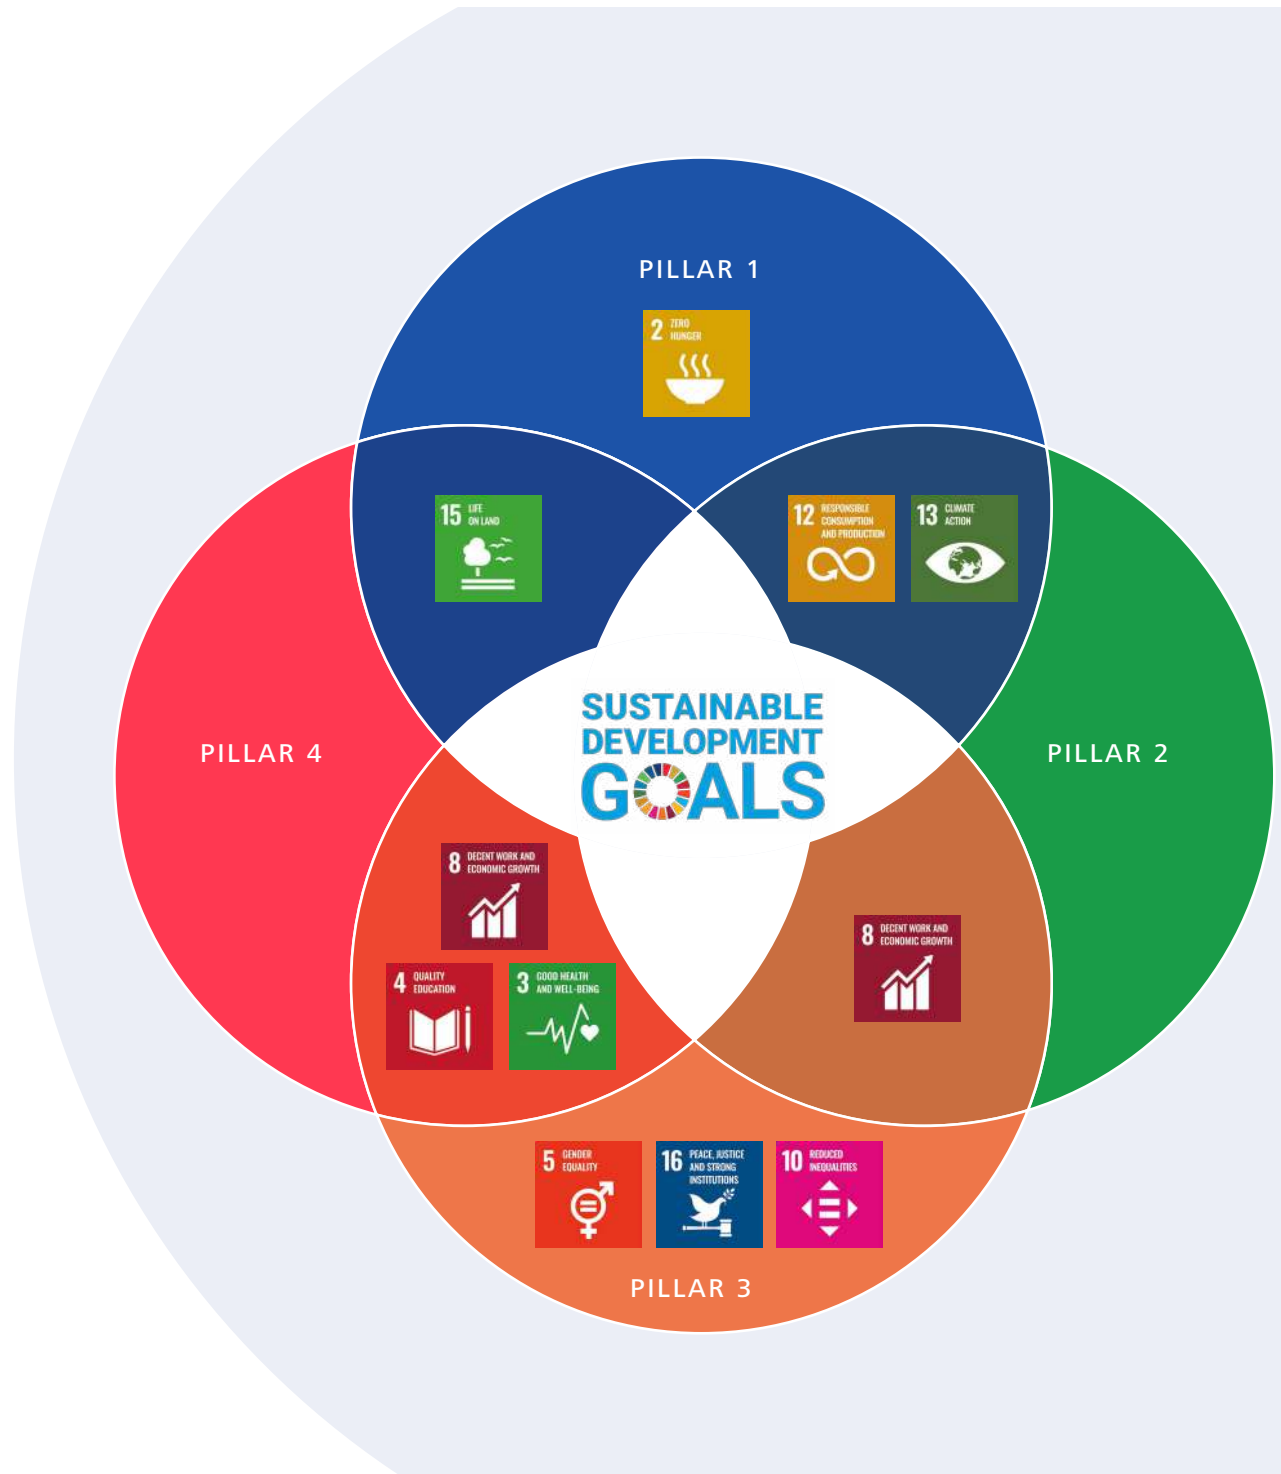 PILLAR 1
2 ZERO
HUNGER
15 LIFE
ON LAND
12 RESPONSIBLE
CONSUMPTION
AND PRODUCTION
13 CLIMATE
ACTION
SUSTAINABLE
DEVELOPMENT
GOALS
PILLAR 4
PILLAR 2
8 DECENT WORK AND
ECONOMIC GROWTH
4 QUALITY
EDUCATION
3 GOOD HEALTH
AND WELL-BEING
8 DECENT WORK AND
ECONOMIC GROWTH
5 GENDER
EQUALITY
16 PEACE, JUSTICE
AND STRONG
INSTITUTIONS
10 REDUCED
INEQUALITIES
PILLAR 3